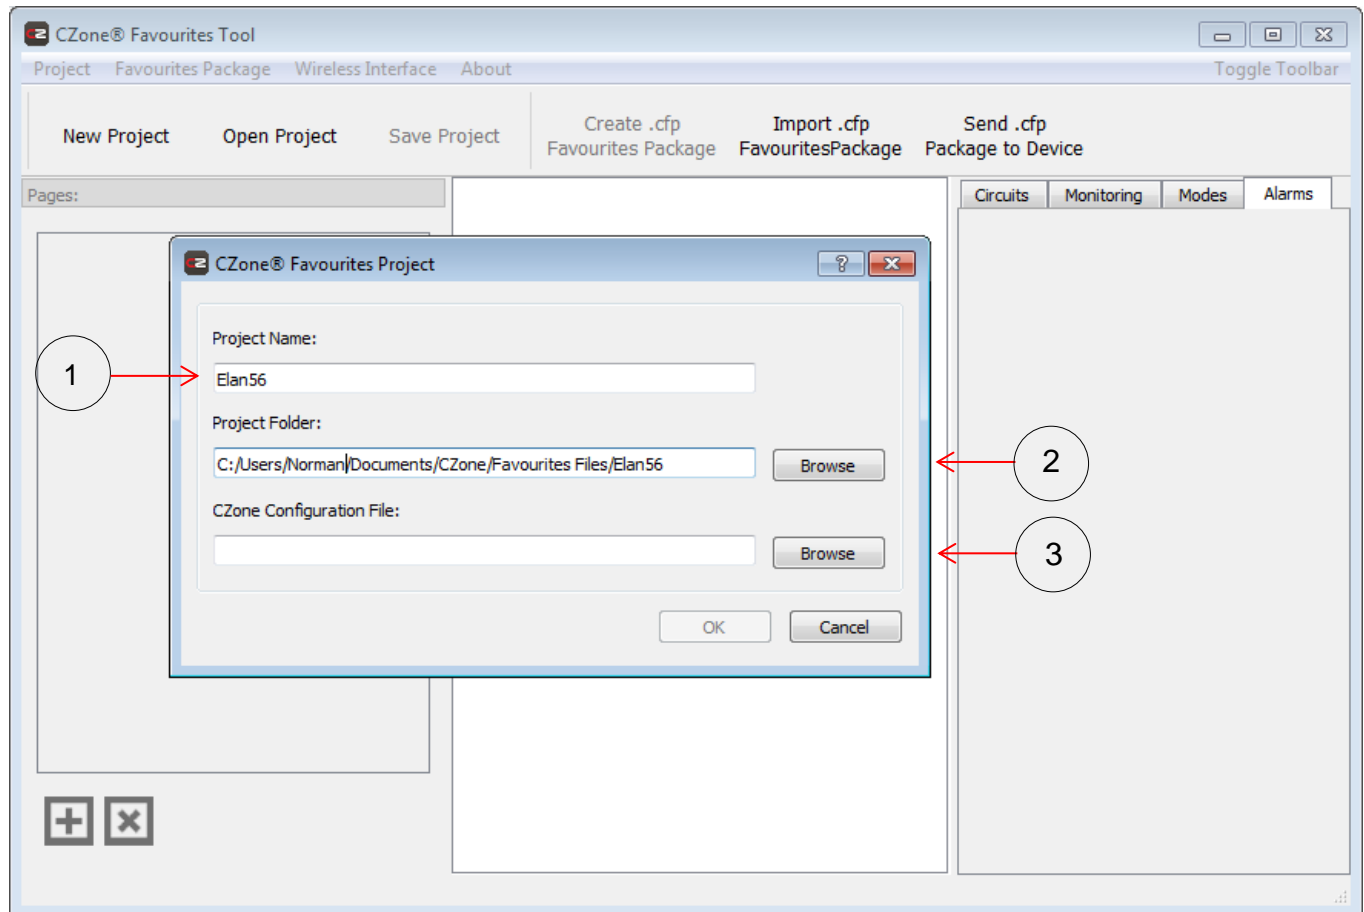 CZone® Favourites Tool
Project Favourites Package Wireless Interface About Toggle Toolbar
New Project Open Project Save Project
Create .cfp
Favourites Package
Import .cfp
FavouritesPackage
Send .cfp
Package to Device
Pages:
Circuits Monitoring Modes Alarms
CZone® Favourites Project
Project Name:
1
Elan56
Project Folder:
C:/Users/Norman/Documents/CZone/Favourites Files/Elan56
Browse
2
CZone Configuration File:
Browse
3
OK Cancel